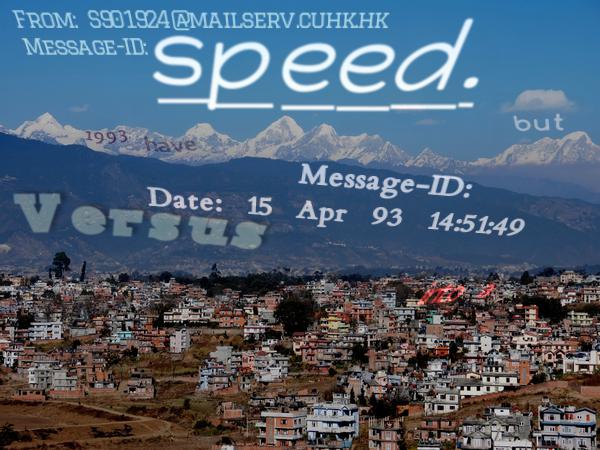 From: S901924@MAILSERV.CUHK.HK
Message-ID:
speed.
1993 have
but
Message-ID:
Date: 15 Apr 93 14:51:49
Versus